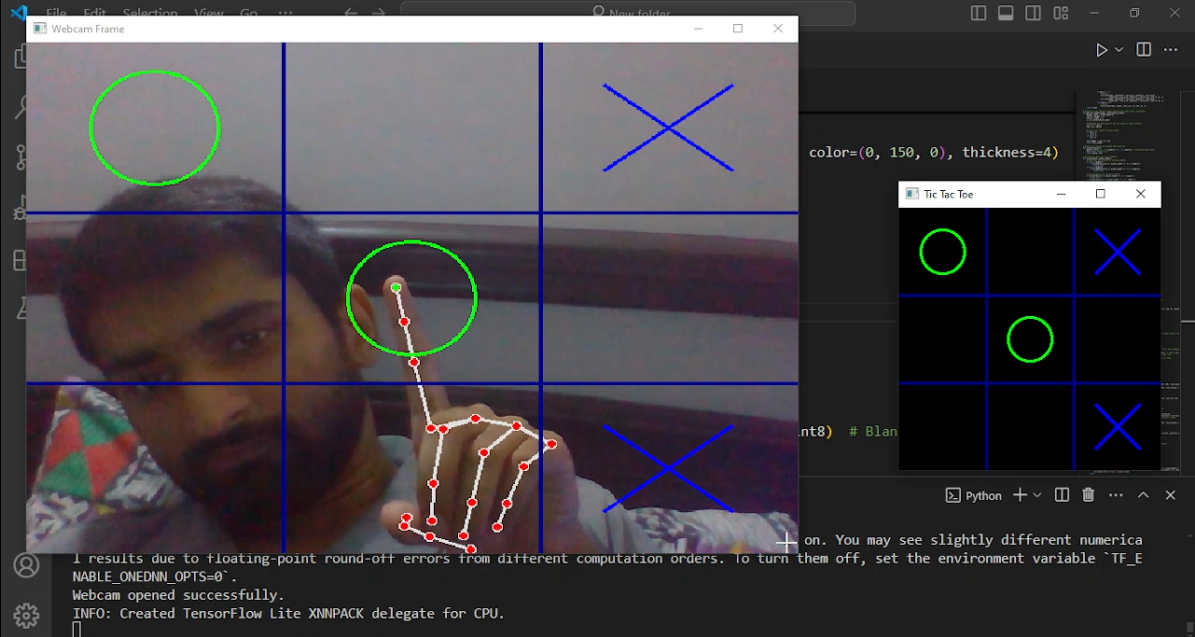 File Edit Selection View Go ...
New folder
Webcam Frame
color=(0, 150, 0), thickness=4)
Tic Tac Toe
int8) # Blan
Python
on. You may see slightly different numerica
l results due to floating-point round-off errors from different computation orders. To turn them off, set the environment variable `TF_E
NABLE_ONEDNN_OPTS=0`.
Webcam opened successfully.
INFO: Created TensorFlow Lite XNNPACK delegate for CPU.